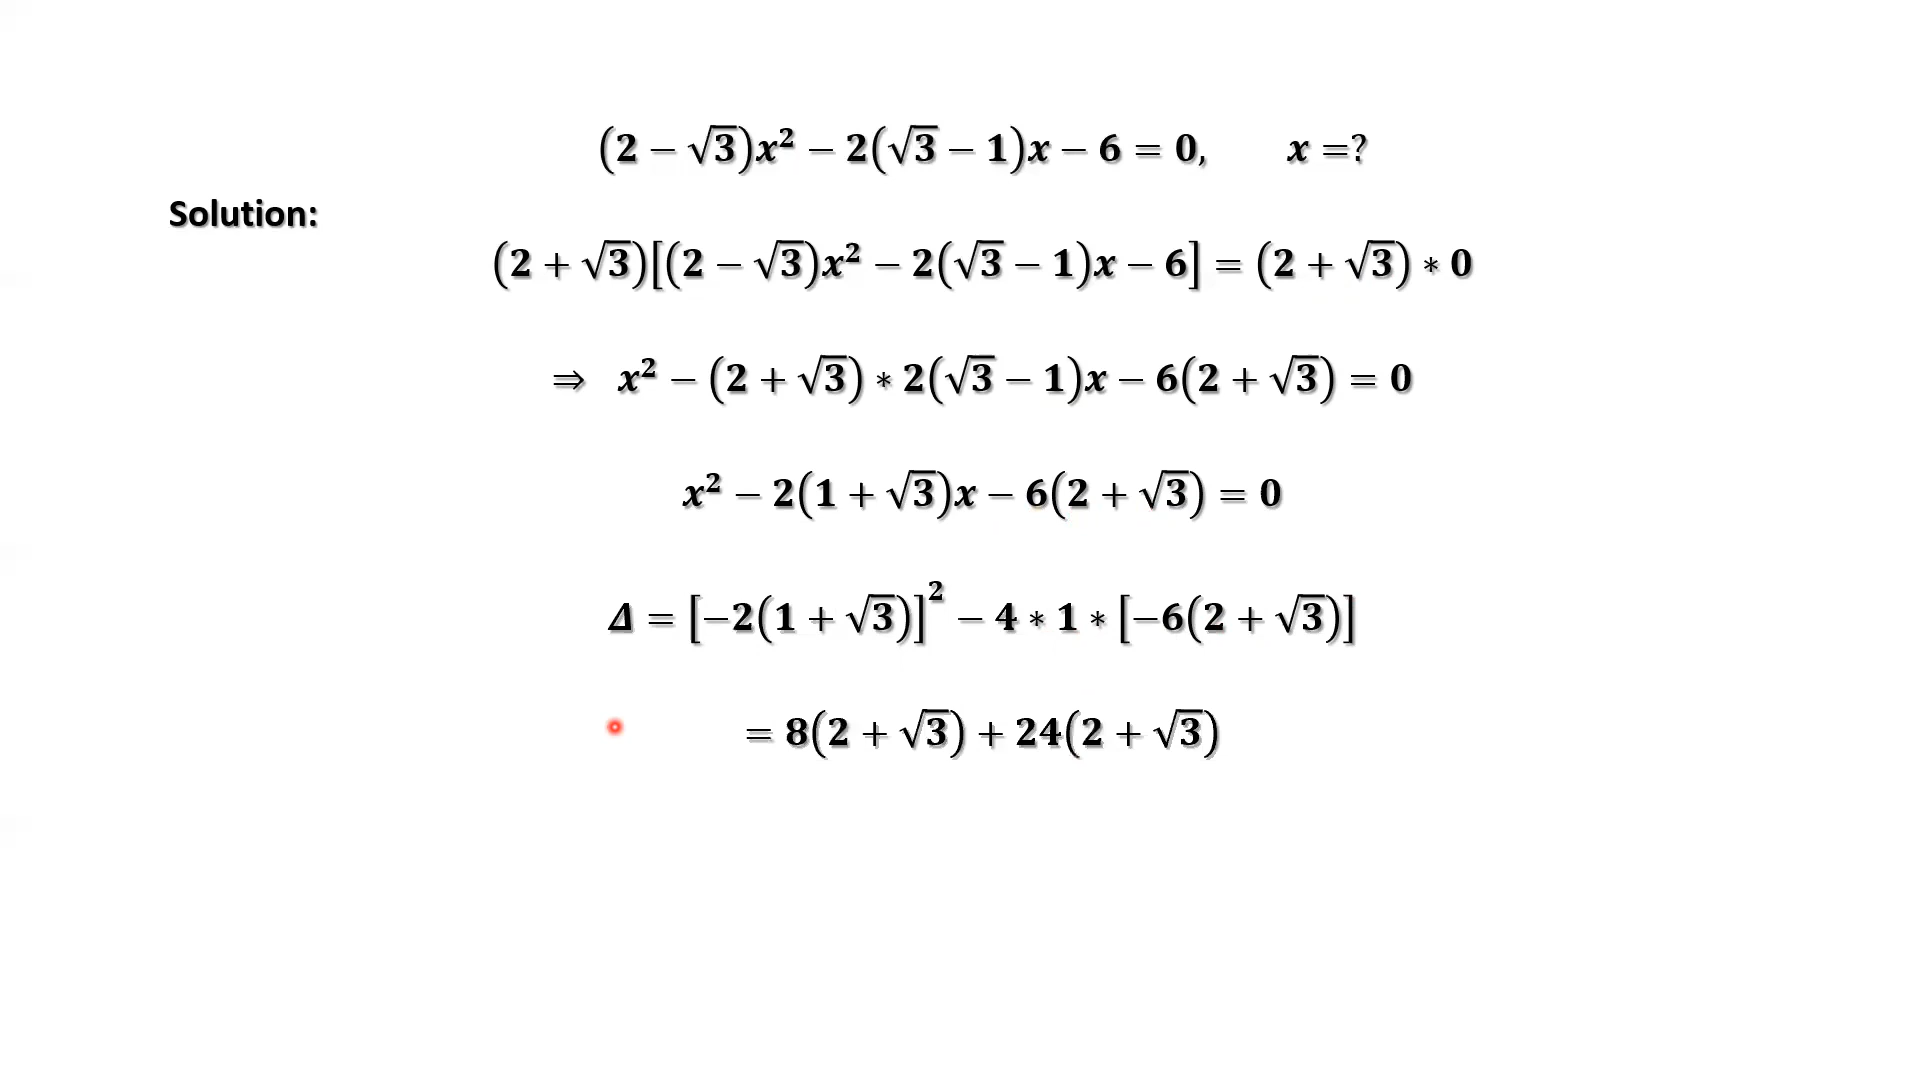 (2 − √3)x² − 2(√3 − 1)x − 6 = 0, x =?
Solution:
(2 + √3)[(2 − √3)x² − 2(√3 − 1)x − 6] = (2 + √3) * 0
⇒ x² − (2 + √3) * 2(√3 − 1)x − 6(2 + √3) = 0
x² − 2(1 + √3)x − 6(2 + √3) = 0
Δ = [−2(1 + √3)]² − 4 * 1 * [−6(2 + √3)]
= 8(2 + √3) + 24(2 + √3)